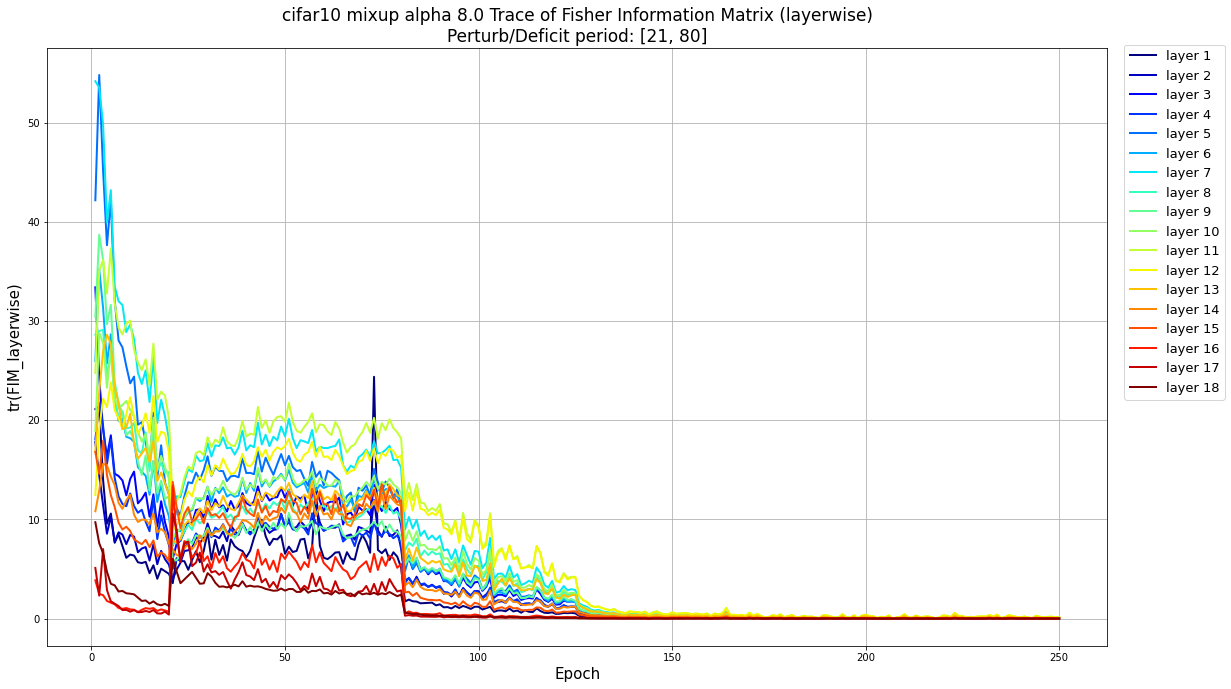 cifar10 mixup alpha 8.0 Trace of Fisher Information Matrix (layerwise)
Perturb/Deficit period: [21, 80]
tr(FIM_layerwise)
50
40
30
20
10
0
0
50
100
150
200
250
Epoch
layer 1
layer 2
layer 3
layer 4
layer 5
layer 6
layer 7
layer 8
layer 9
layer 10
layer 11
layer 12
layer 13
layer 14
layer 15
layer 16
layer 17
layer 18